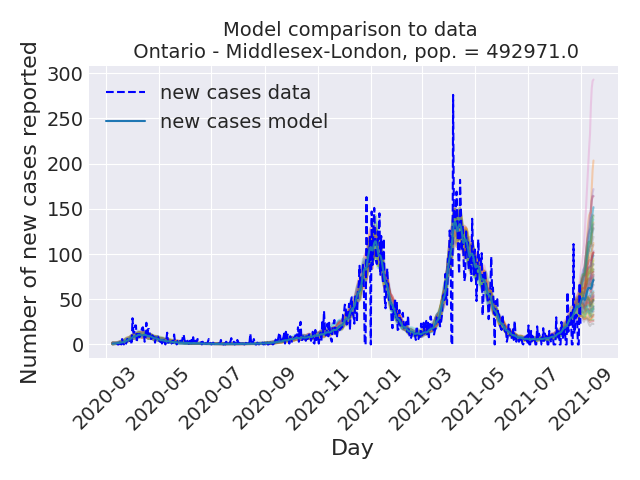 Model comparison to data
Ontario - Middlesex-London, pop. = 492971.0
Number of new cases reported
300
250
200
150
100
50
0
new cases data
new cases model
2020-03
2020-05
2020-07
2020-09
2020-11
2021-01
2021-03
2021-05
2021-07
2021-09
Day